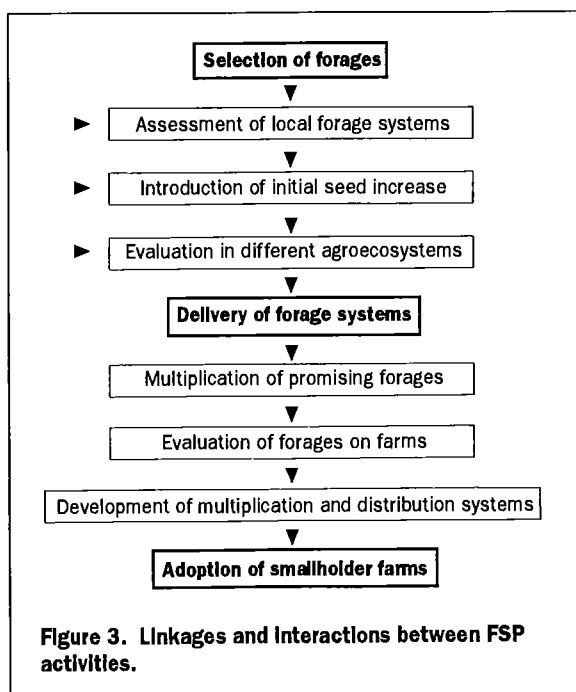 Selection of forages
Assessment of local forage systems
Introduction of initial seed increase
Evaluation in different agroecosystems
Delivery of forage systems
Multiplication of promising forages
Evaluation of forages on farms
Development of multiplication and distribution systems
Adoption of smallholder farms
Figure 3. Linkages and interactions between FSP
activities.